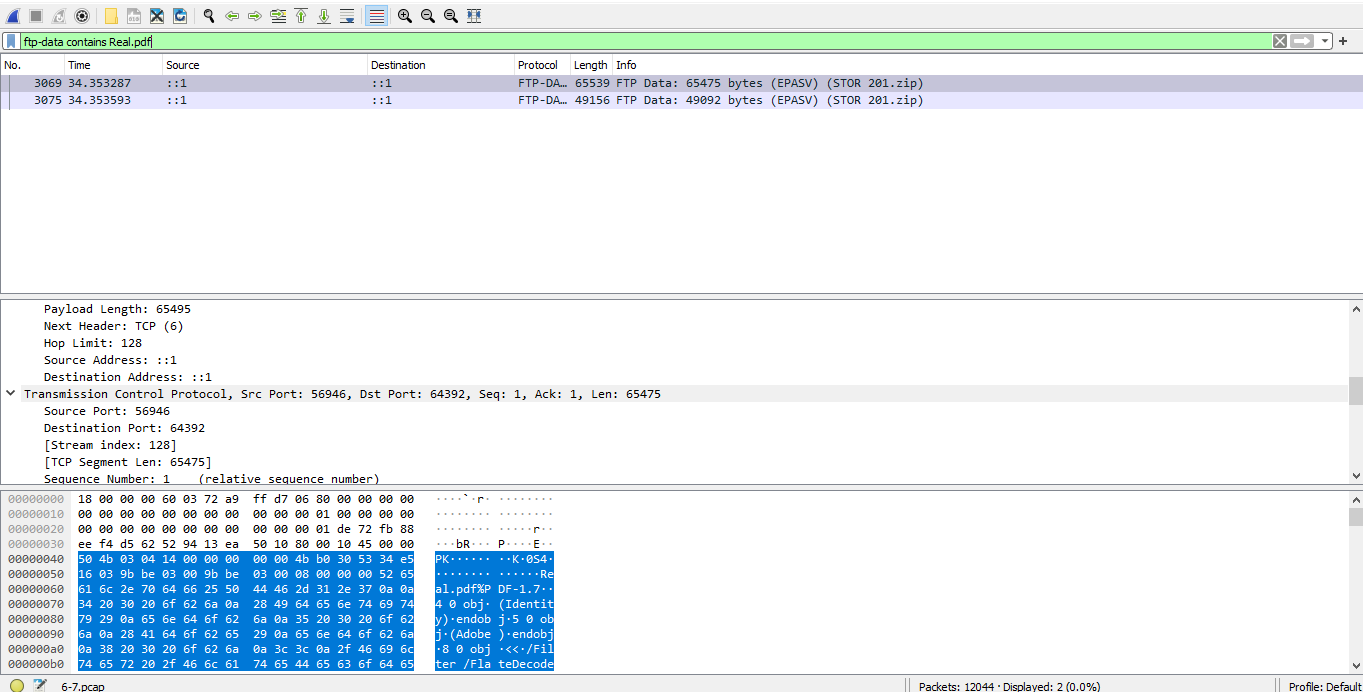 ftp-data contains Real.pdf
No. Time Source Destination Protocol Length Info
3069 34.353287 ::1 ::1 FTP-DA… 65539 FTP Data: 65475 bytes (EPASV) (STOR 201.zip)
3075 34.353593 ::1 ::1 FTP-DA… 49156 FTP Data: 49092 bytes (EPASV) (STOR 201.zip)
Payload Length: 65495
Next Header: TCP (6)
Hop Limit: 128
Source Address: ::1
Destination Address: ::1
Transmission Control Protocol, Src Port: 56946, Dst Port: 64392, Seq: 1, Ack: 1, Len: 65475
Source Port: 56946
Destination Port: 64392
[Stream index: 128]
[TCP Segment Len: 65475]
Sequence Number: 1 (relative sequence number)
00000000 18 00 00 00 60 03 72 a9 ff d7 06 80 00 00 00 00 ····`·r· ········
00000010 00 00 00 00 00 00 00 00 00 00 00 01 00 00 00 00 ········ ········
00000020 00 00 00 00 00 00 00 00 00 00 00 01 de 72 fb 88 ········ ·····r··
00000030 ee f4 d5 62 52 94 13 ea 50 10 80 00 10 45 00 00 ···bR··· P····E··
00000040 50 4b 03 04 14 00 00 00 00 00 4b b0 30 53 34 e5 PK······ ··K·0S4·
00000050 16 03 9b be 03 00 9b be 03 00 08 00 00 00 52 65 ········ ······Re
00000060 61 6c 2e 70 64 66 25 50 44 46 2d 31 2e 37 0a 0a al.pdf%P DF-1.7··
00000070 34 20 30 20 6f 62 6a 0a 28 49 64 65 6e 74 69 74 4 0 obj· (Identit
00000080 79 29 0a 65 6e 64 6f 62 6a 0a 35 20 30 20 6f 62 y)·endob j·5 0 ob
00000090 6a 0a 28 41 64 6f 62 65 29 0a 65 6e 64 6f 62 6a j·(Adobe )·endobj
000000a0 0a 38 20 30 20 6f 62 6a 0a 3c 3c 0a 2f 46 69 6c ·8 0 obj ·<<·/Fil
000000b0 74 65 72 20 2f 46 6c 61 74 65 44 65 63 6f 64 65 ter /Fla teDecode
6-7.pcap Packets: 12044 · Displayed: 2 (0.0%) Profile: Default